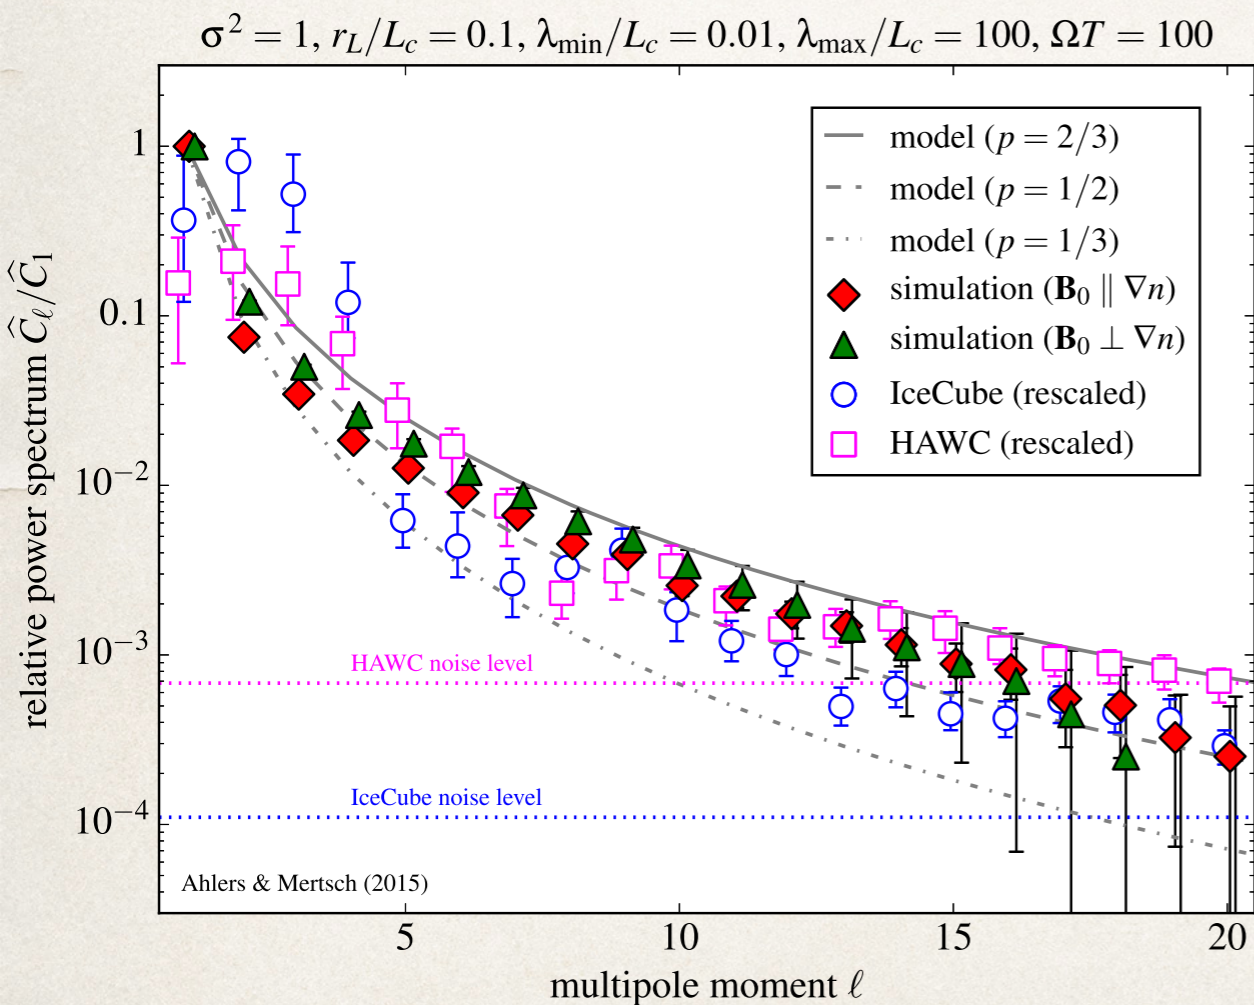 σ² = 1, r_L/L_c = 0.1, λ_min/L_c = 0.01, λ_max/L_c = 100, ΩT = 100
relative power spectrum Ĉ_ℓ/Ĉ_1
1
0.1
10⁻²
10⁻³
10⁻⁴
model (p = 2/3)
model (p = 1/2)
model (p = 1/3)
simulation (B₀ ∥ ∇n)
simulation (B₀ ⊥ ∇n)
IceCube (rescaled)
HAWC (rescaled)
HAWC noise level
IceCube noise level
Ahlers & Mertsch (2015)
5 10 15 20
multipole moment ℓ